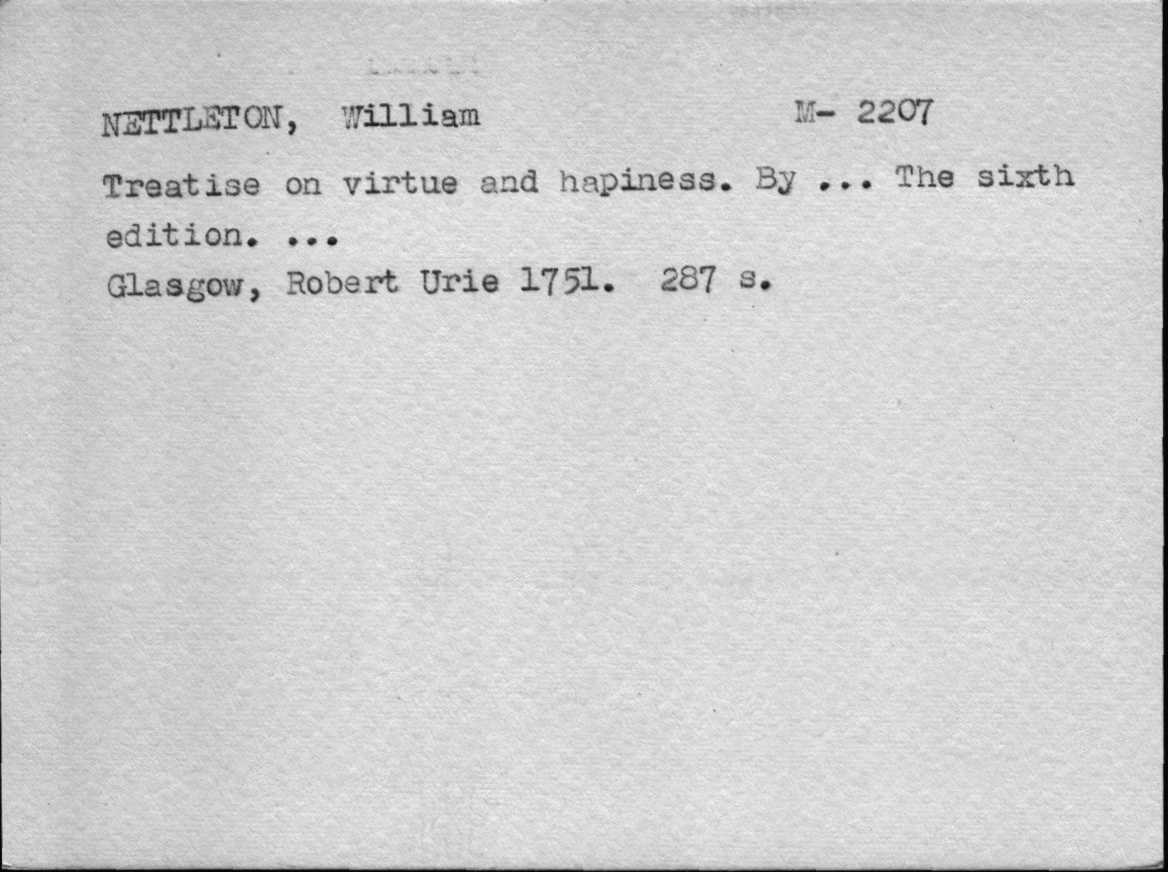 NETTLETON, William M- 2207
Treatise on virtue and hapiness. By ... The sixth
edition. ...
Glasgow, Robert Urie 1751. 287 s.